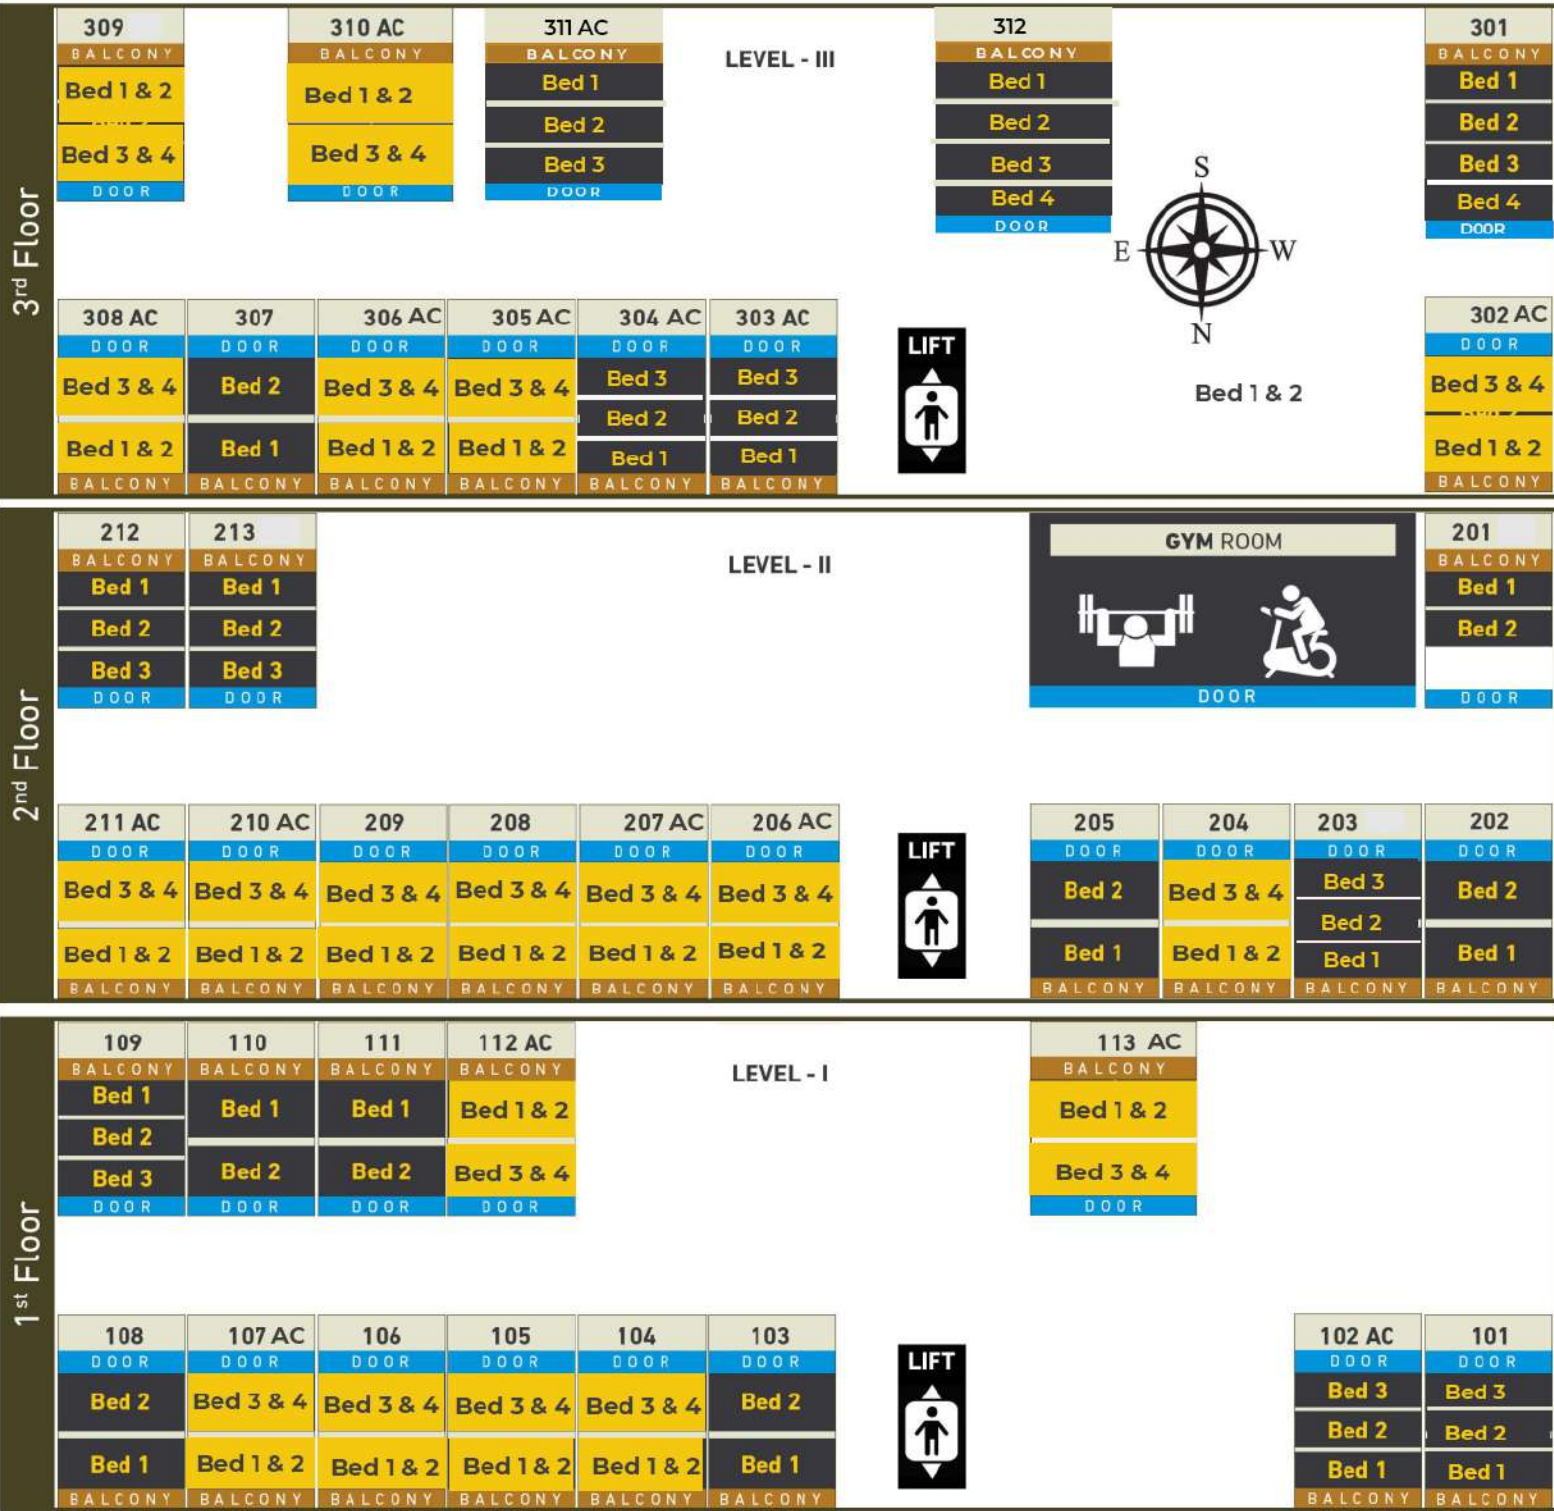 3rd Floor
309
BALCONY
Bed 1 & 2
Bed 3 & 4
DOOR
310 AC
BALCONY
Bed 1 & 2
Bed 3 & 4
DOOR
311 AC
BALCONY
Bed 1
Bed 2
Bed 3
DOOR
LEVEL - III
312
BALCONY
Bed 1
Bed 2
Bed 3
Bed 4
DOOR
S
E
W
N
301
BALCONY
Bed 1
Bed 2
Bed 3
Bed 4
DOOR
308 AC
DOOR
Bed 3 & 4
Bed 1 & 2
BALCONY
307
DOOR
Bed 2
Bed 1
BALCONY
306 AC
DOOR
Bed 3 & 4
Bed 1 & 2
BALCONY
305 AC
DOOR
Bed 3 & 4
Bed 1 & 2
BALCONY
304 AC
DOOR
Bed 3
Bed 2
Bed 1
BALCONY
303 AC
DOOR
Bed 3
Bed 2
Bed 1
BALCONY
LIFT
Bed 1 & 2
302 AC
DOOR
Bed 3 & 4
Bed 1 & 2
BALCONY
2nd Floor
212
BALCONY
Bed 1
Bed 2
Bed 3
DOOR
213
BALCONY
Bed 1
Bed 2
Bed 3
DOOR
LEVEL - II
GYM ROOM
DOOR
201
BALCONY
Bed 1
Bed 2
DOOR
211 AC
DOOR
Bed 3 & 4
Bed 1 & 2
BALCONY
210 AC
DOOR
Bed 3 & 4
Bed 1 & 2
BALCONY
209
DOOR
Bed 3 & 4
Bed 1 & 2
BALCONY
208
DOOR
Bed 3 & 4
Bed 1 & 2
BALCONY
207 AC
DOOR
Bed 3 & 4
Bed 1 & 2
BALCONY
206 AC
DOOR
Bed 3 & 4
Bed 1 & 2
BALCONY
LIFT
205
DOOR
Bed 2
Bed 1
BALCONY
204
DOOR
Bed 3 & 4
Bed 1 & 2
BALCONY
203
DOOR
Bed 3
Bed 2
Bed 1
BALCONY
202
DOOR
Bed 2
Bed 1
BALCONY
1st Floor
109
BALCONY
Bed 1
Bed 2
Bed 3
DOOR
110
BALCONY
Bed 1
Bed 2
DOOR
111
BALCONY
Bed 1
Bed 2
DOOR
112 AC
BALCONY
Bed 1 & 2
Bed 3 & 4
DOOR
LEVEL - I
113 AC
BALCONY
Bed 1 & 2
Bed 3 & 4
DOOR
108
DOOR
Bed 2
Bed 1
BALCONY
107 AC
DOOR
Bed 3 & 4
Bed 1 & 2
BALCONY
106
DOOR
Bed 3 & 4
Bed 1 & 2
BALCONY
105
DOOR
Bed 3 & 4
Bed 1 & 2
BALCONY
104
DOOR
Bed 3 & 4
Bed 1 & 2
BALCONY
103
DOOR
Bed 2
Bed 1
BALCONY
LIFT
102 AC
DOOR
Bed 3
Bed 2
Bed 1
BALCONY
101
DOOR
Bed 3
Bed 2
Bed 1
BALCONY